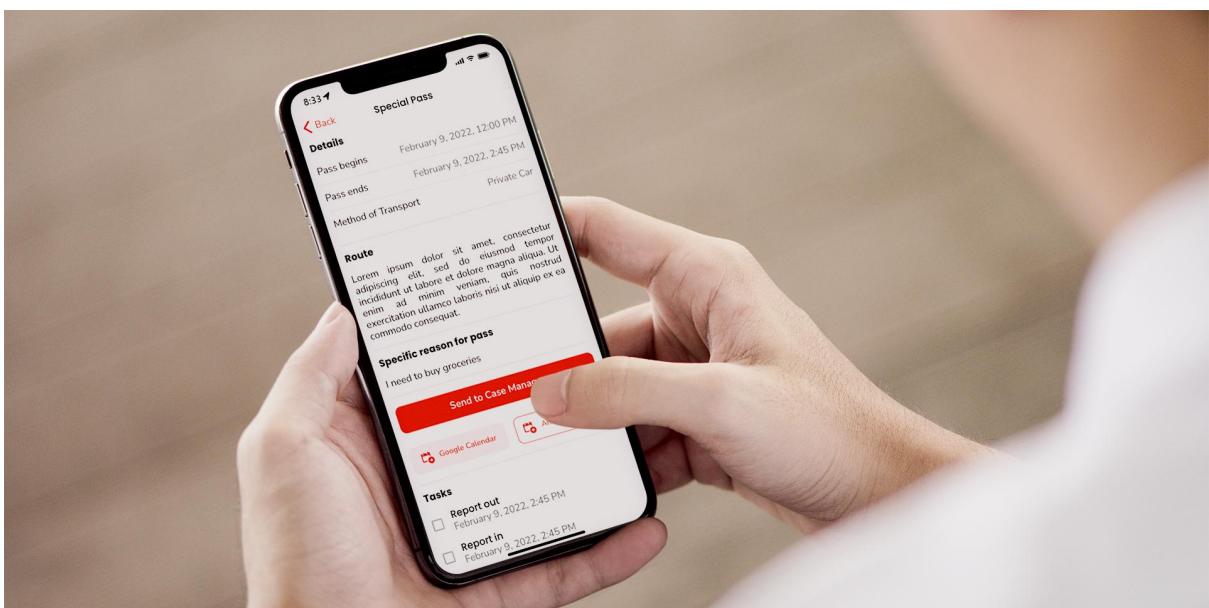 8:33
Back
Special Pass
Details
Pass begins February 9, 2022, 12:00 PM
Pass ends February 9, 2022, 2:45 PM
Method of Transport Private Car
Route
Lorem ipsum dolor sit amet, consectetur
adipiscing elit, sed do eiusmod tempor
incididunt ut labore et dolore magna aliqua. Ut
enim ad minim veniam, quis nostrud
exercitation ullamco laboris nisi ut aliquip ex ea
commodo consequat.
Specific reason for pass
I need to buy groceries
Send to Case
Google Calendar
Tasks
Report out
February 9, 2022, 2:45 PM
Report in
February 9, 2022, 2:45 PM